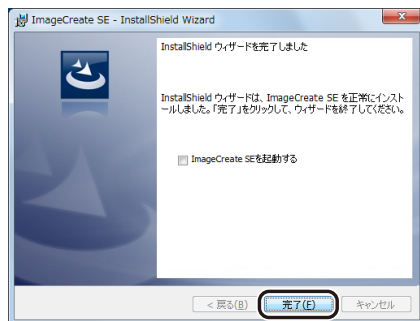 ImageCreate SE - InstallShield Wizard
InstallShield ウィザードを完了しました
InstallShield ウィザードは、ImageCreate SE を正常にインスト
ールしました。「完了」をクリックして、ウィザードを終了してください。
ImageCreate SEを起動する
< 戻る(B)
完了(F)
キャンセル